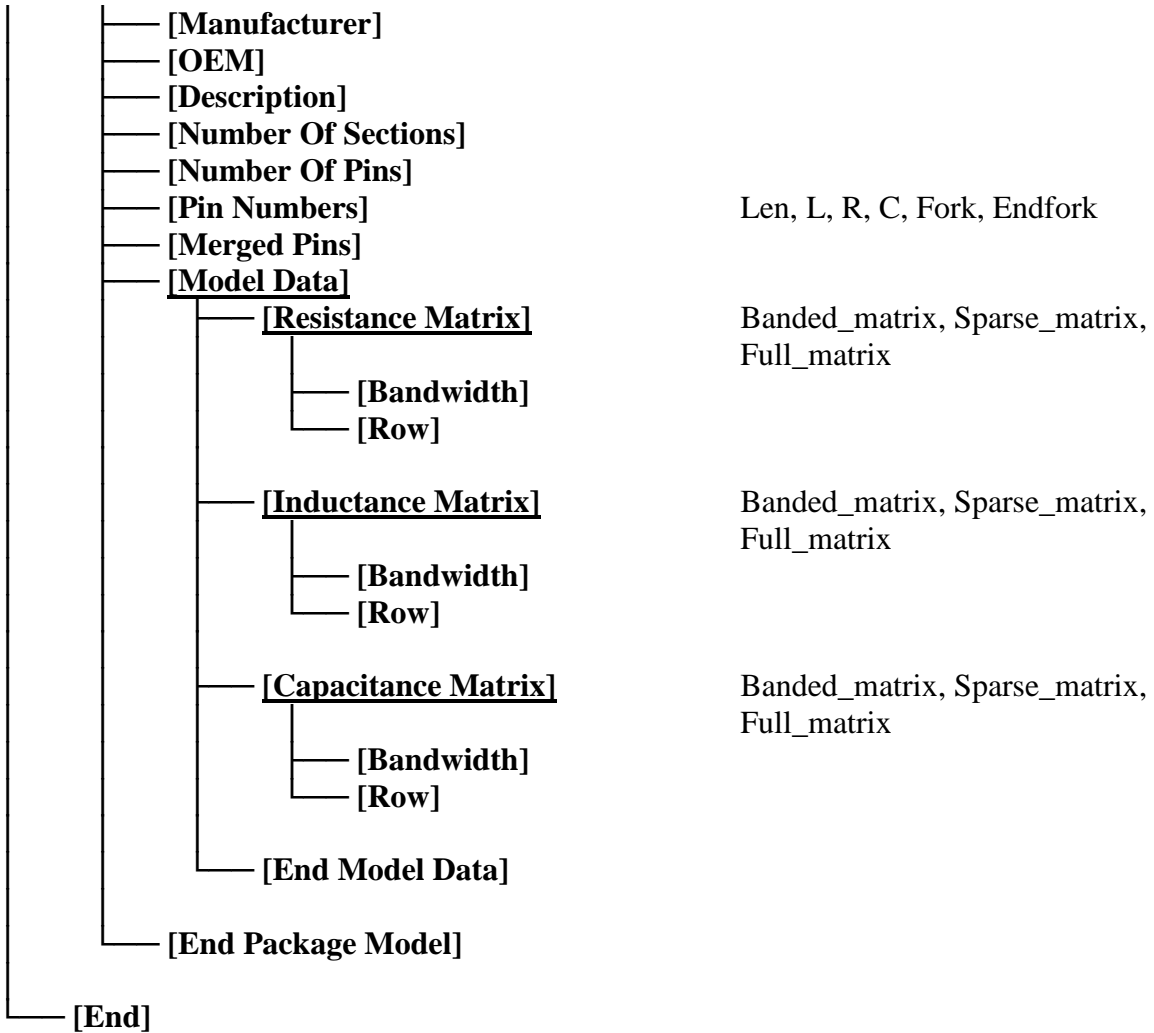 [Manufacturer]
[OEM]
[Description]
[Number Of Sections]
[Number Of Pins]
[Pin Numbers] Len, L, R, C, Fork, Endfork
[Merged Pins]
[Model Data]
[Resistance Matrix] Banded_matrix, Sparse_matrix,
Full_matrix
[Bandwidth]
[Row]
[Inductance Matrix] Banded_matrix, Sparse_matrix,
Full_matrix
[Bandwidth]
[Row]
[Capacitance Matrix] Banded_matrix, Sparse_matrix,
Full_matrix
[Bandwidth]
[Row]
[End Model Data]
[End Package Model]
[End]